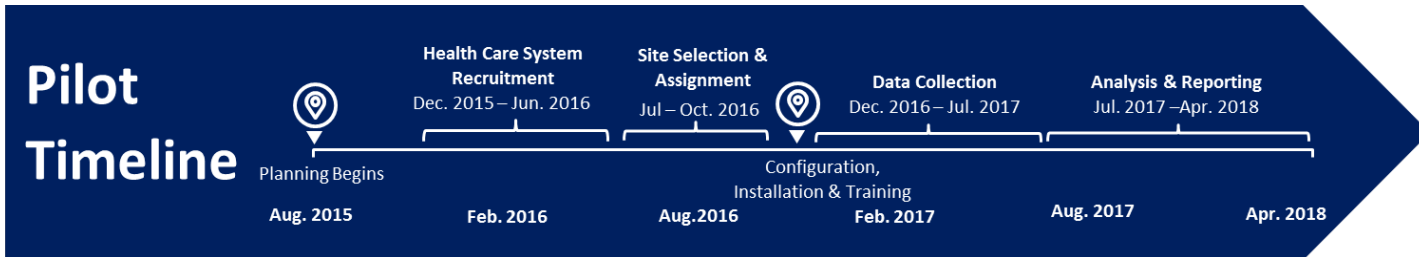 Pilot
Timeline
Planning Begins
Health Care System
Recruitment
Dec. 2015 – Jun. 2016
Site Selection &
Assignment
Jul – Oct. 2016
Configuration,
Installation & Training
Data Collection
Dec. 2016 – Jul. 2017
Analysis & Reporting
Jul. 2017 –Apr. 2018
Aug. 2015
Feb. 2016
Aug.2016
Feb. 2017
Aug. 2017
Apr. 2018